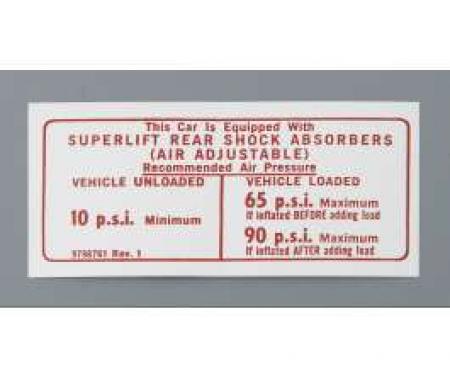 This Car Is Equipped With
SUPERLIFT REAR SHOCK ABSORBERS
(AIR ADJUSTABLE)
Recommended Air Pressure
VEHICLE UNLOADED
10 p.s.i. Minimum
9798761 Rev. 1
VEHICLE LOADED
65 p.s.i. Maximum
If inflated BEFORE adding load
90 p.s.i. Maximum
If inflated AFTER adding load